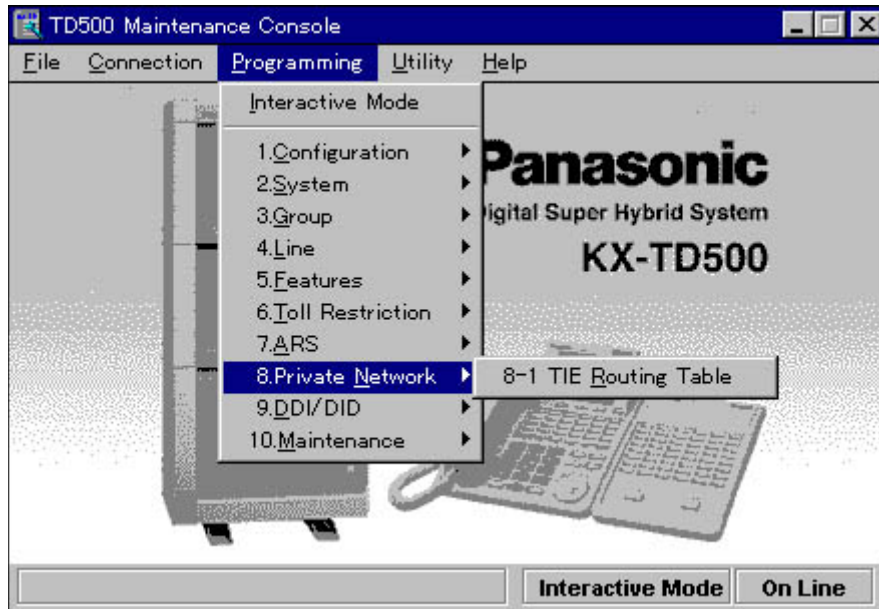 TD500 Maintenance Console
File Connection Programming Utility Help
Interactive Mode
1.Configuration
2.System
3.Group
4.Line
5.Features
6.Toll Restriction
7.ARS
8.Private Network
8-1 TIE Routing Table
9.DDI/DID
10.Maintenance
Panasonic
Digital Super Hybrid System
KX-TD500
Interactive Mode On Line